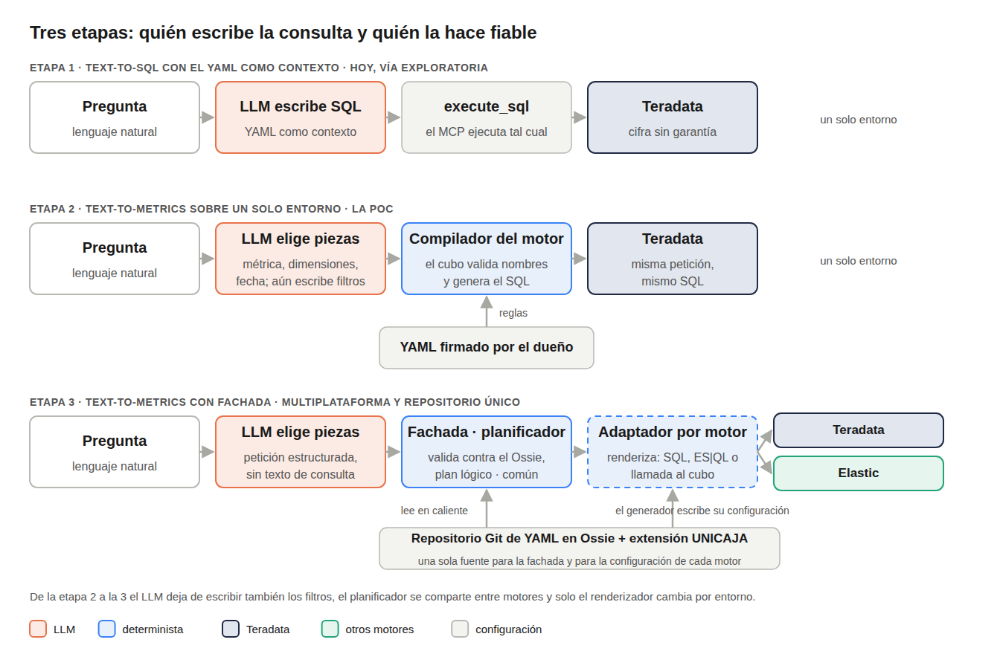 Tres etapas: quién escribe la consulta y quién la hace fiable
ETAPA 1 · TEXT-TO-SQL CON EL YAML COMO CONTEXTO · HOY, VÍA EXPLORATORIA
Pregunta
lenguaje natural
LLM escribe SQL
YAML como contexto
execute_sql
el MCP ejecuta tal cual
Teradata
cifra sin garantía
un solo entorno
ETAPA 2 · TEXT-TO-METRICS SOBRE UN SOLO ENTORNO · LA POC
Pregunta
lenguaje natural
LLM elige piezas
métrica, dimensiones,
fecha; aún escribe filtros
Compilador del motor
el cubo valida nombres
y genera el SQL
Teradata
misma petición,
mismo SQL
un solo entorno
reglas
YAML firmado por el dueño
ETAPA 3 · TEXT-TO-METRICS CON FACHADA · MULTIPLATAFORMA Y REPOSITORIO ÚNICO
Pregunta
lenguaje natural
LLM elige piezas
petición estructurada,
sin texto de consulta
Fachada · planificador
valida contra el Ossie,
plan lógico · común
Adaptador por motor
renderiza: SQL, ES|QL o
llamada al cubo
Teradata
Elastic
lee en caliente
el generador escribe su configuración
Repositorio Git de YAML en Ossie + extensión UNICAJA
una sola fuente para la fachada y para la configuración de cada motor
De la etapa 2 a la 3 el LLM deja de escribir también los filtros, el planificador se comparte entre motores y solo el renderizador cambia por entorno.
LLM
determinista
Teradata
otros motores
configuración